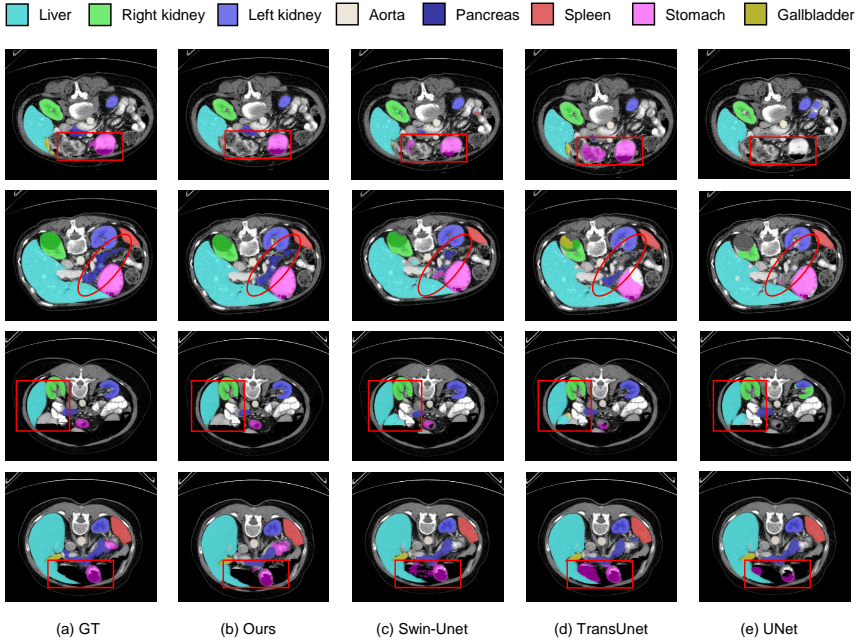 Liver Right kidney Left kidney Aorta Pancreas Spleen Stomach Gallbladder
(a) GT (b) Ours (c) Swin-Unet (d) TransUnet (e) UNet